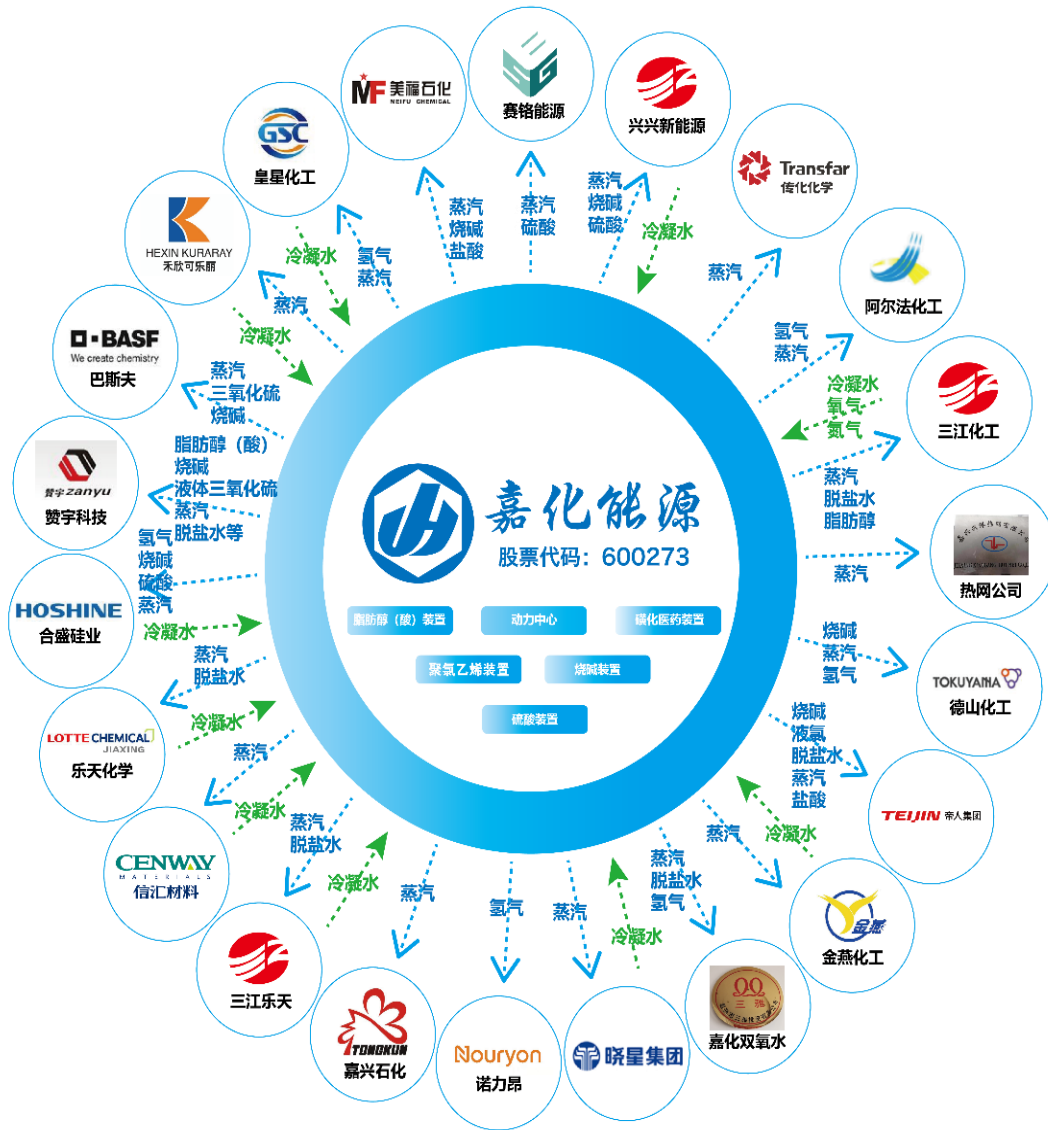 MF 美福石化
MEIFU CHEMICAL
赛铬能源
兴兴新能源
GSC
皇星化工
Transfar
传化化学
HEXIN KURARAY
禾欣可乐丽
阿尔法化工
BASF
We create chemistry
巴斯夫
三江化工
赞宇 zanyu
赞宇科技
热网公司
HOSHINE
合盛硅业
TOKUYAMA
德山化工
LOTTE CHEMICAL
JIAXING
乐天化学
TEIJIN 帝人集团
CENWAY
MATERIALS
信汇材料
金燕
金燕化工
三江乐天
TONGKUN
嘉兴石化
Nouryon
诺力昂
晓星集团
三强
嘉化双氧水
蒸汽
烧碱
盐酸
蒸汽
硫酸
蒸汽
烧碱
硫酸
冷凝水
蒸汽
氢气
蒸汽
冷凝水
氧气
氮气
蒸汽
脱盐水
脂肪醇
蒸汽
烧碱
蒸汽
氢气
烧碱
液氯
脱盐水
蒸汽
盐酸
蒸汽
冷凝水
蒸汽
脱盐水
氢气
冷凝水
蒸汽
氢气
蒸汽
冷凝水
蒸汽
脱盐水
冷凝水
蒸汽
冷凝水
蒸汽
脱盐水
冷凝水
氢气
烧碱
硫酸
蒸汽
脂肪醇（酸）
烧碱
液体三氧化硫
蒸汽
脱盐水等
蒸汽
三氧化硫
烧碱
冷凝水
蒸汽
冷凝水
氢气
蒸汽
嘉化能源
股票代码：600273
脂肪醇（酸）装置
动力中心
磺化医药装置
聚氯乙烯装置
烧碱装置
硫酸装置